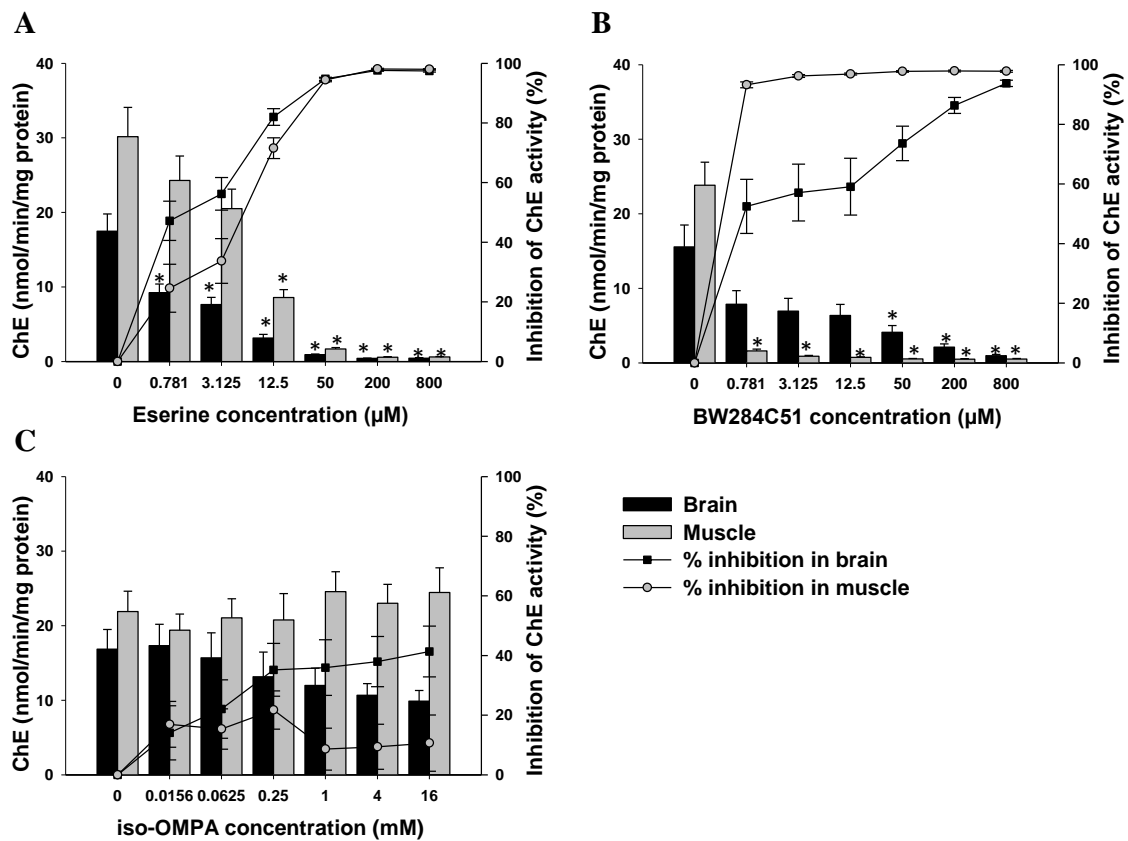 A
40
30
20
10
0
ChE (nmol/min/mg protein)
100
80
60
40
20
0
Inhibition of ChE activity (%)
* * * * * * * * * *
0 0.781 3.125 12.5 50 200 800
Eserine concentration (µM)
B
40
30
20
10
0
ChE (nmol/min/mg protein)
100
80
60
40
20
0
Inhibition of ChE activity (%)
* * * * * * * * *
0 0.781 3.125 12.5 50 200 800
BW284C51 concentration (µM)
C
40
30
20
10
0
ChE (nmol/min/mg protein)
100
80
60
40
20
0
Inhibition of ChE activity (%)
0 0.0156 0.0625 0.25 1 4 16
iso-OMPA concentration (mM)
Brain
Muscle
% inhibition in brain
% inhibition in muscle